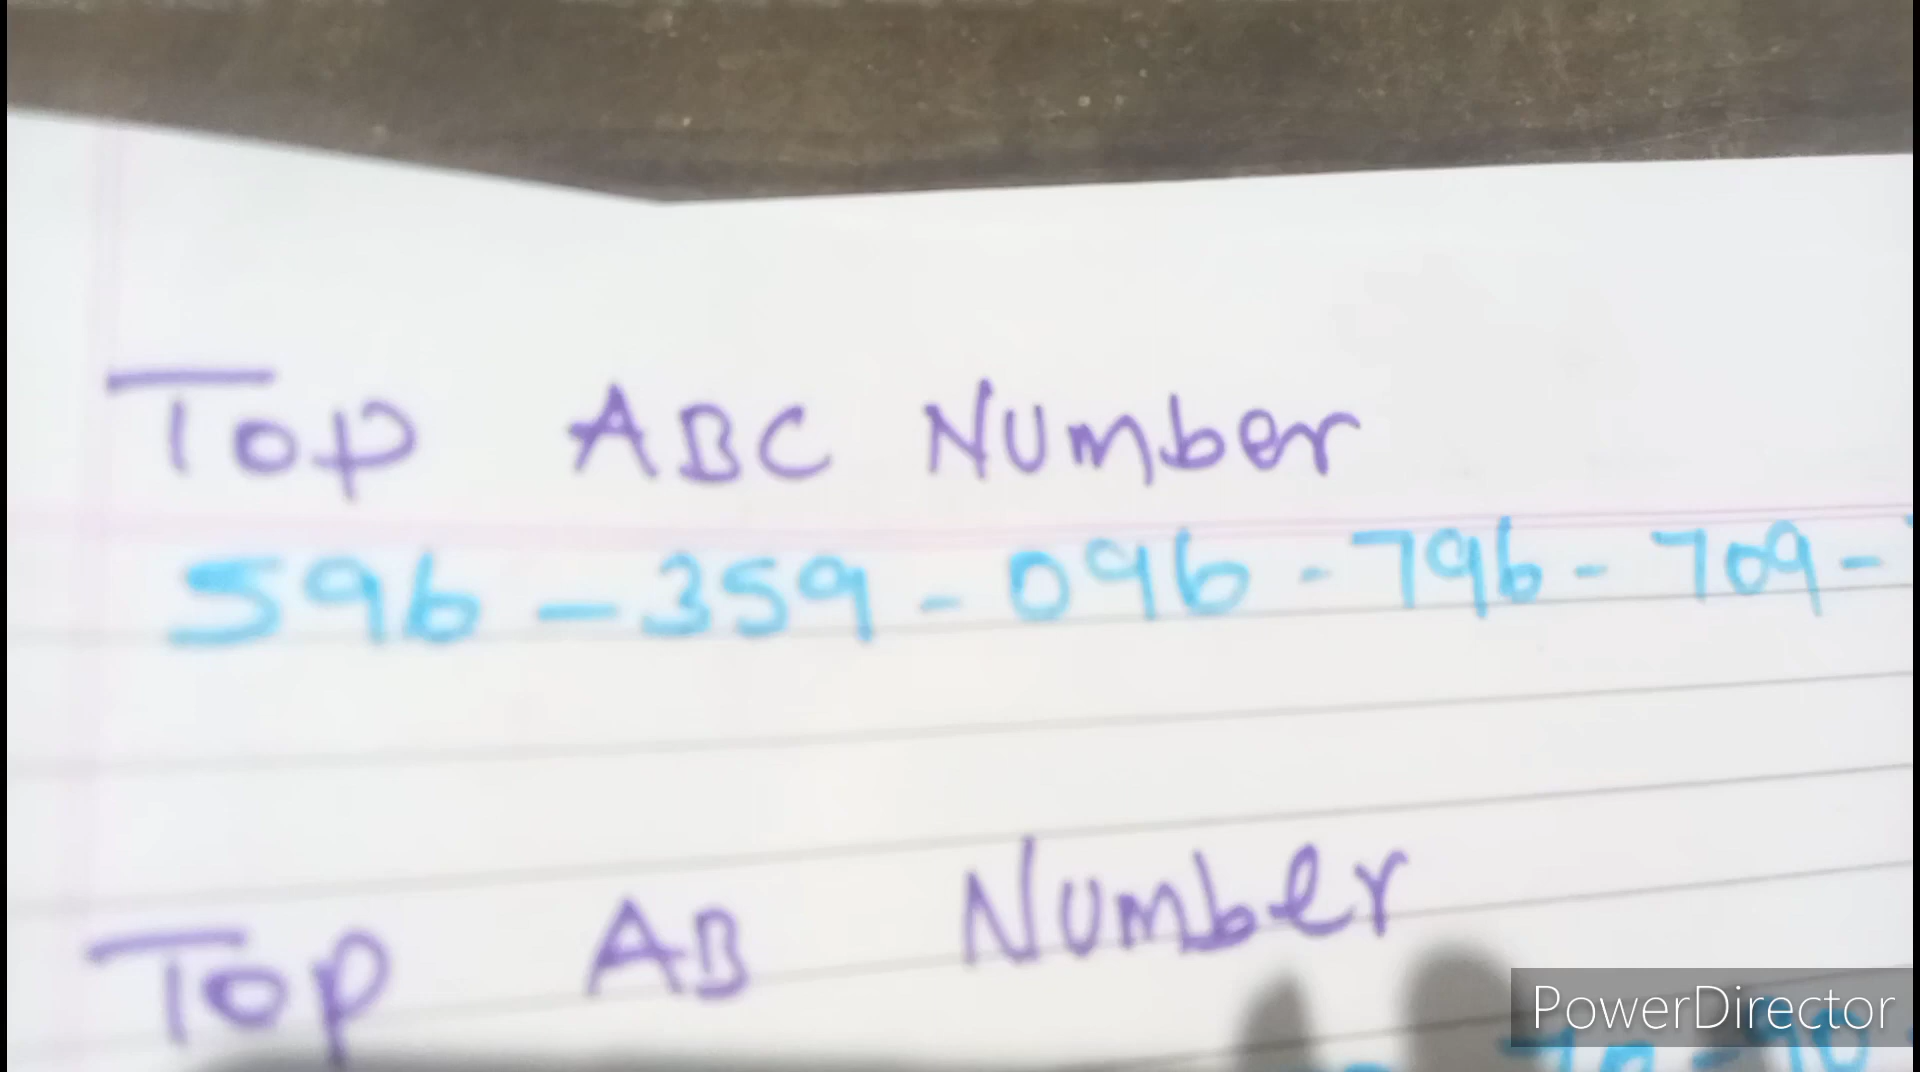 Top ABC Number
596 - 359 - 096 - 796 - 709 -
Top AB Number
PowerDirector